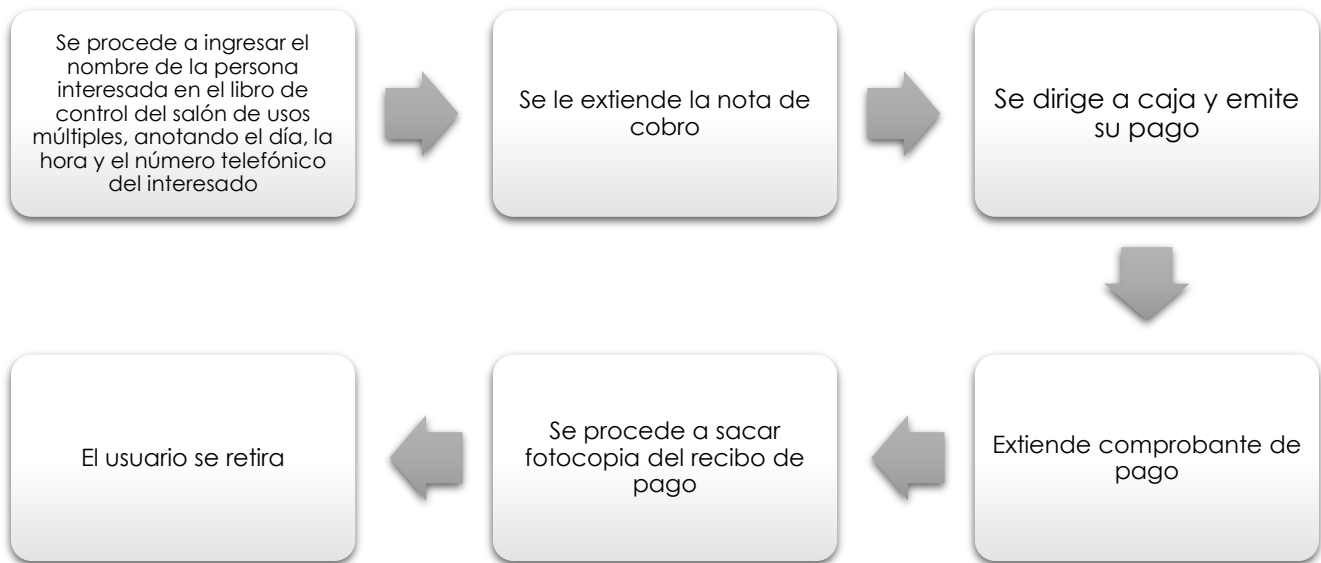 Se procede a ingresar el
nombre de la persona
interesada en el libro de
control del salón de usos
múltiples, anotando el día, la
hora y el número telefónico
del interesado
Se le extiende la nota de
cobro
Se dirige a caja y emite
su pago
Extiende comprobante de
pago
Se procede a sacar
fotocopia del recibo de
pago
El usuario se retira